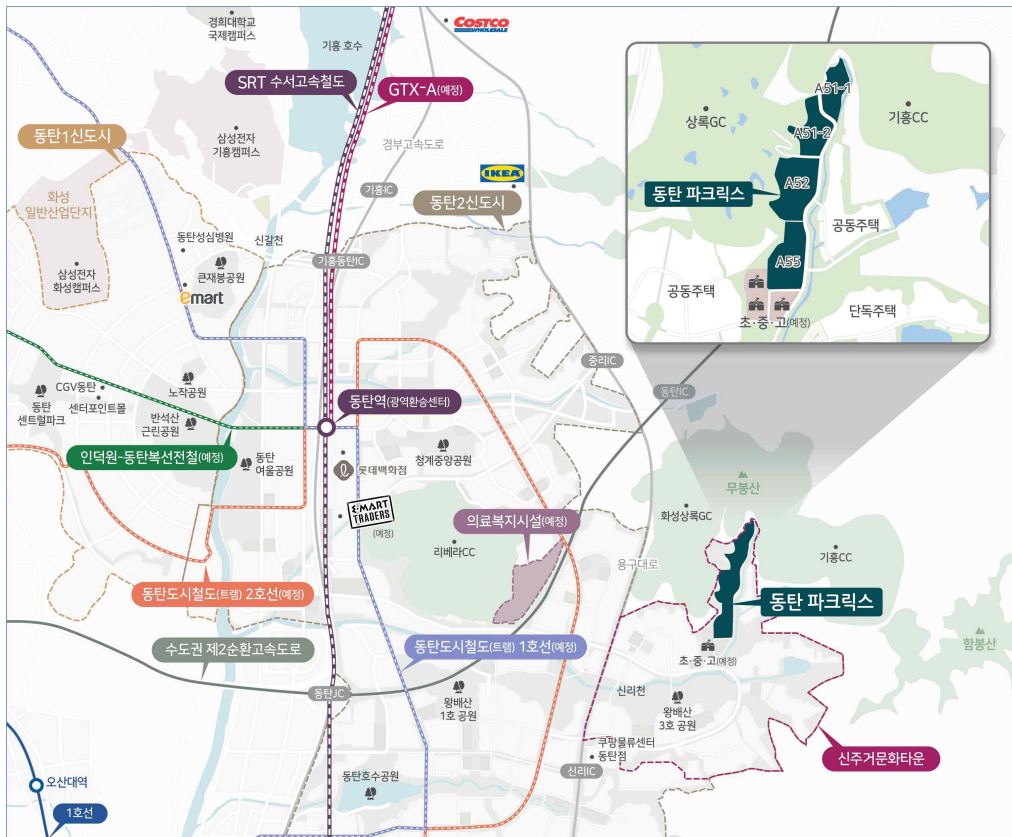 경희대학교
국제캠퍼스
기흥 호수
COSTCO
WHOLESALE
SRT 수서고속철도
GTX-A(예정)
동탄1신도시
삼성전자
기흥캠퍼스
경부고속도로
기흥IC
IKEA
동탄2신도시
화성
일반산업단지
동탄성심병원
신갈천
기흥동탄IC
큰재봉공원
삼성전자
화성캠퍼스
emart
상록GC
기흥CC
A51-1
A51-2
A52
동탄 파크릭스
공동주택
A55
공동주택
초·중·고(예정)
단독주택
중리IC
동탄IC
CGV동탄
노작공원
동탄
센트럴파크
센터포인트몰
반석산
근린공원
동탄역(광역환승센터)
인덕원-동탄복선전철(예정)
동탄
여울공원
롯데백화점
청계중앙공원
무봉산
EMART
TRADERS
(예정)
의료복지시설(예정)
화성상록GC
리베라CC
용구대로
기흥CC
동탄도시철도(트램) 2호선(예정)
동탄 파크릭스
수도권 제2순환고속도로
동탄도시철도(트램) 1호선(예정)
초·중·고(예정)
함봉산
동탄JC
왕배산
1호 공원
신리천
왕배산
3호 공원
쿠팡물류센터
동탄점
신리IC
신주거문화타운
오산대역
동탄호수공원
1호선